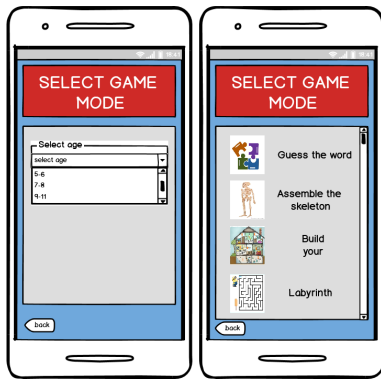 SELECT GAME
MODE
Select age
select age
5-6
7-8
9-11
back
SELECT GAME
MODE
Guess the word
Assemble the
skeleton
Build
your
Labyrinth
back